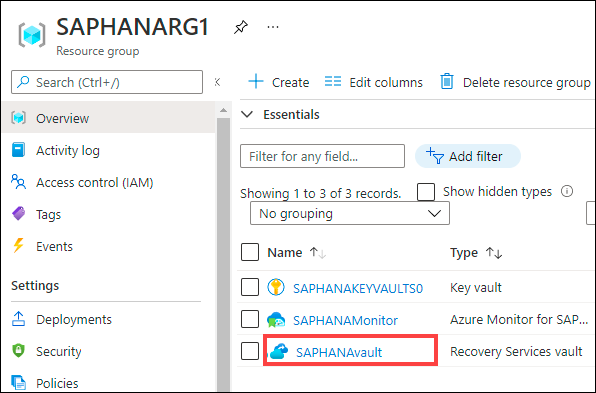 SAPHANARG1
Resource group
Search (Ctrl+/)
Overview
Activity log
Access control (IAM)
Tags
Events
Settings
Deployments
Security
Policies
Create Edit columns Delete resource group
Essentials
Filter for any field...
Add filter
Showing 1 to 3 of 3 records.
Show hidden types
No grouping
Name Type
SAPHANAKEYVAULTS0 Key vault
SAPHANAMonitor Azure Monitor for SAP...
SAPHANAvault Recovery Services vault